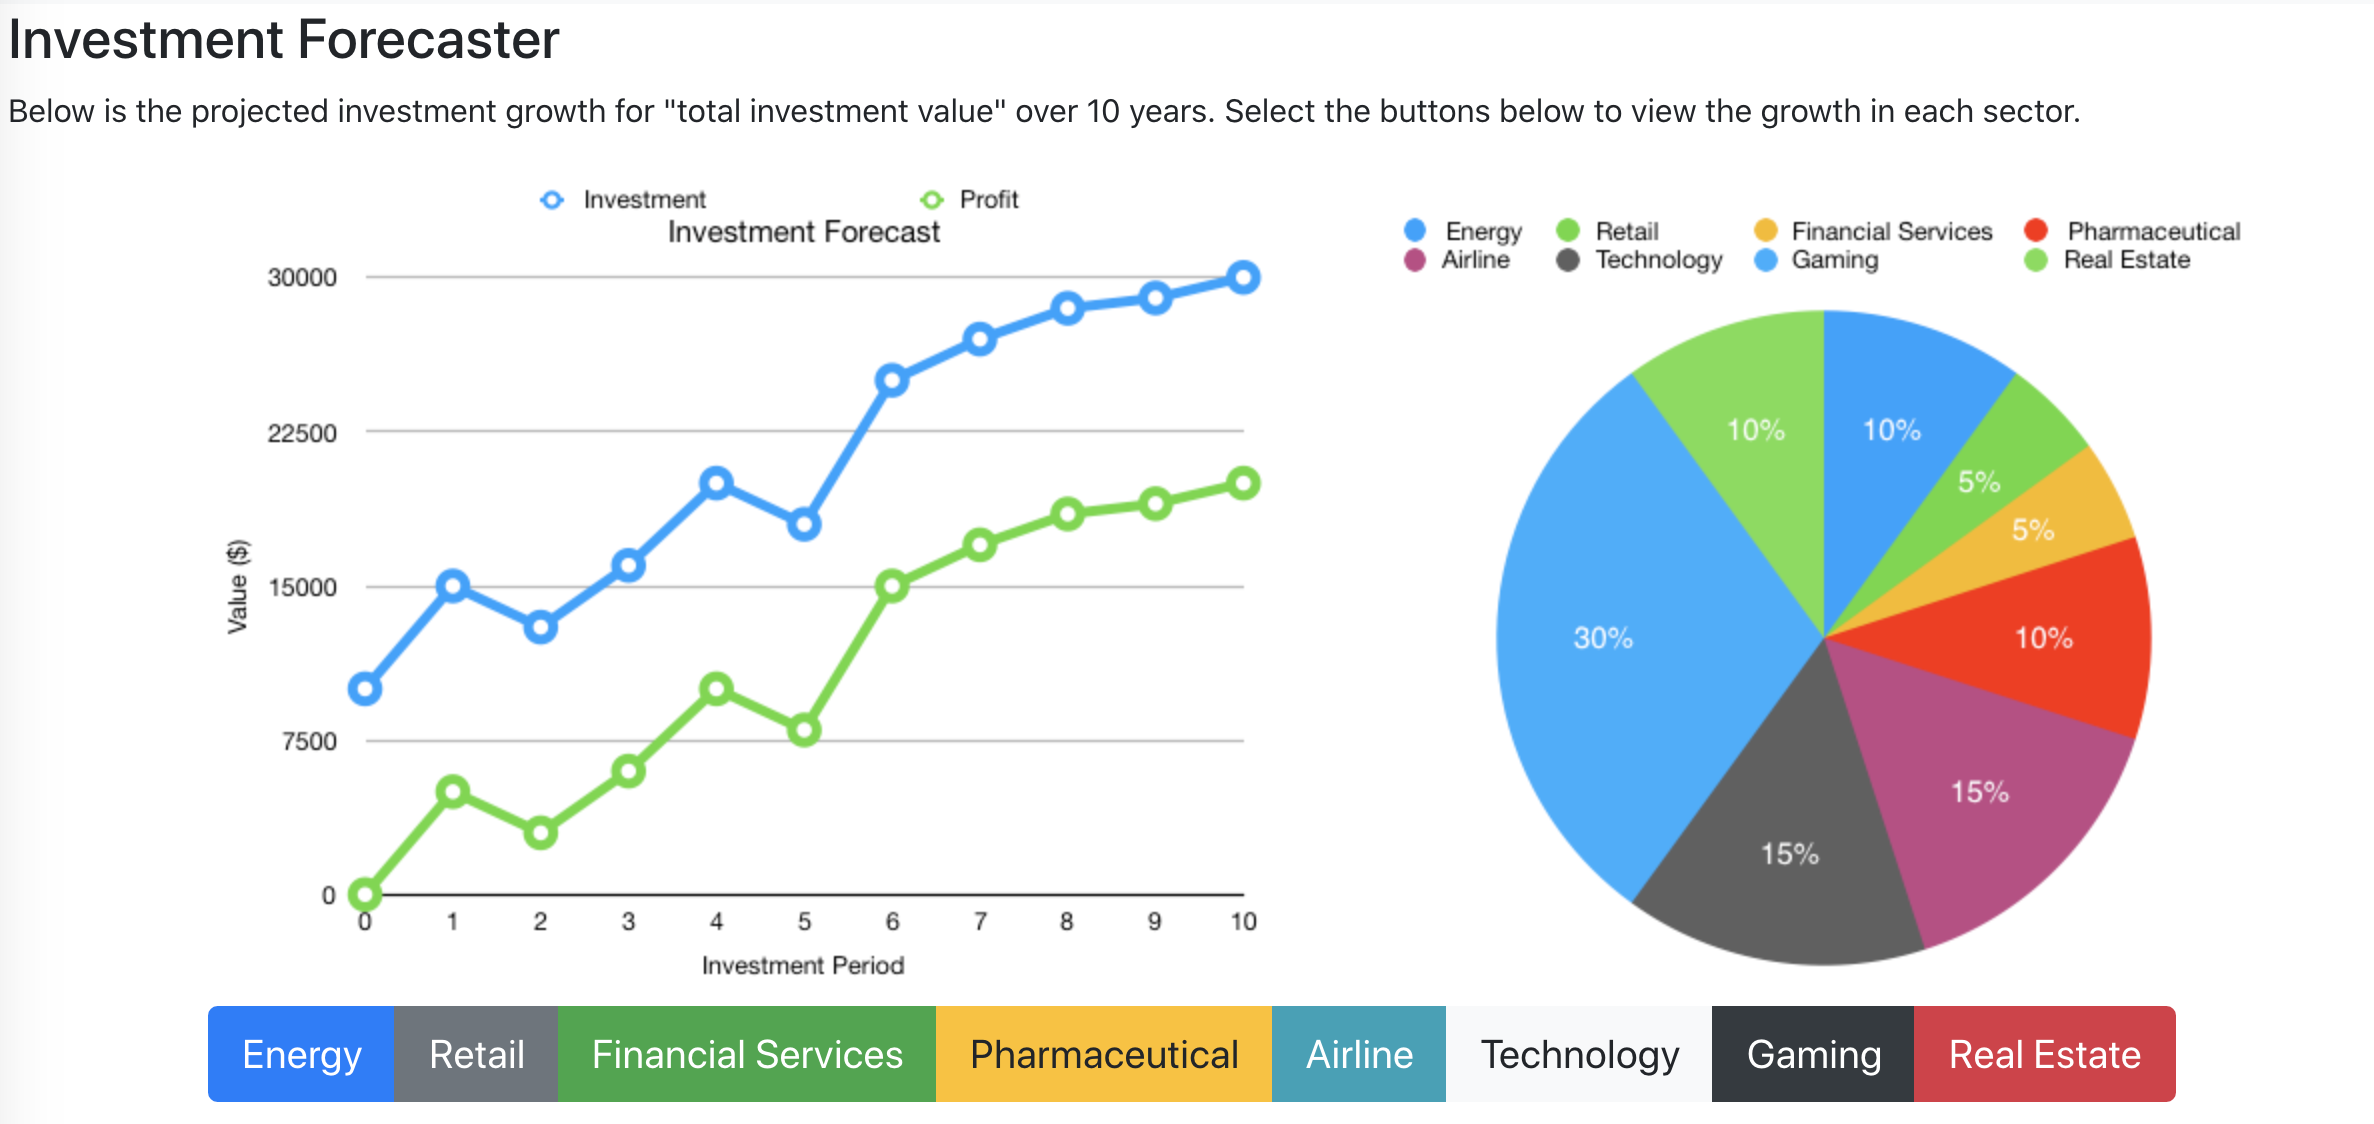 Investment Forecaster
Below is the projected investment growth for "total investment value" over 10 years. Select the buttons below to view the growth in each sector.
Investment Profit
Investment Forecast
30000
22500
15000
7500
0
Value ($)
0 1 2 3 4 5 6 7 8 9 10
Investment Period
Energy Retail Financial Services Pharmaceutical
Airline Technology Gaming Real Estate
10% 10%
5%
5%
30% 10%
15%
15%
Energy Retail Financial Services Pharmaceutical Airline Technology Gaming Real Estate